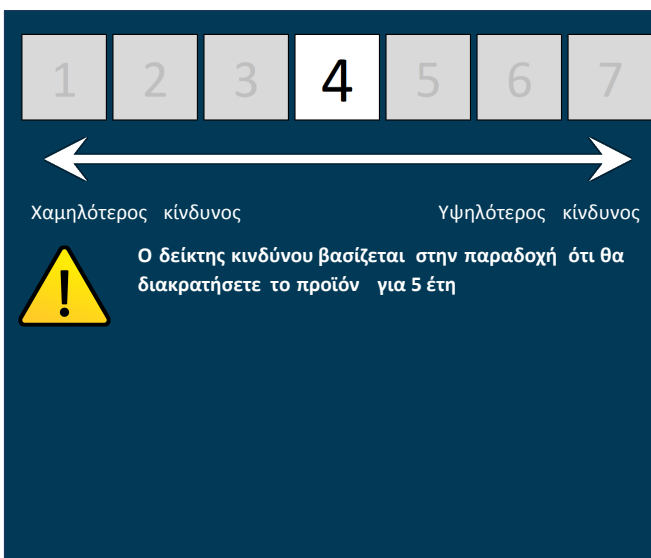 1 2 3 4 5 6 7
Χαμηλότερος κίνδυνος Υψηλότερος κίνδυνος
Ο δείκτης κινδύνου βασίζεται στην παραδοχή ότι θα
διακρατήσετε το προϊόν για 5 έτη